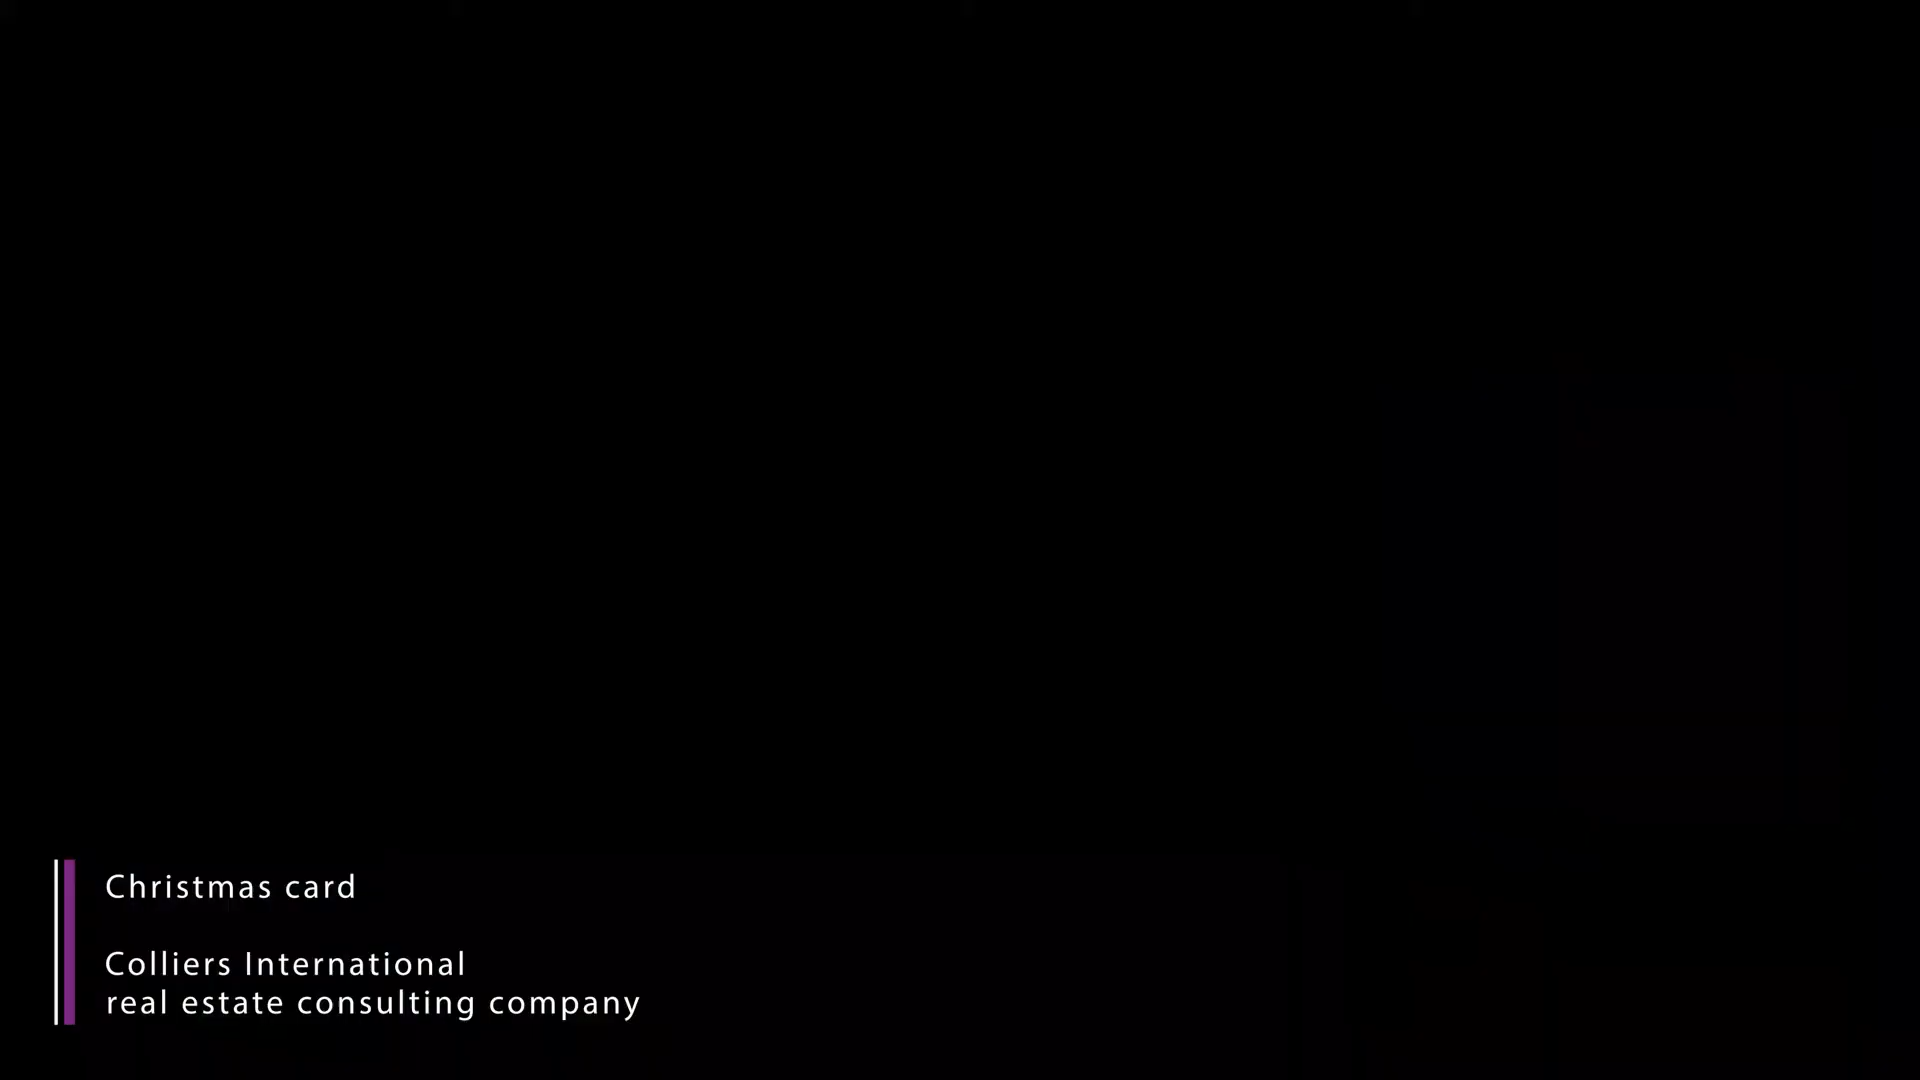 Christmas card
Colliers International
real estate consulting company